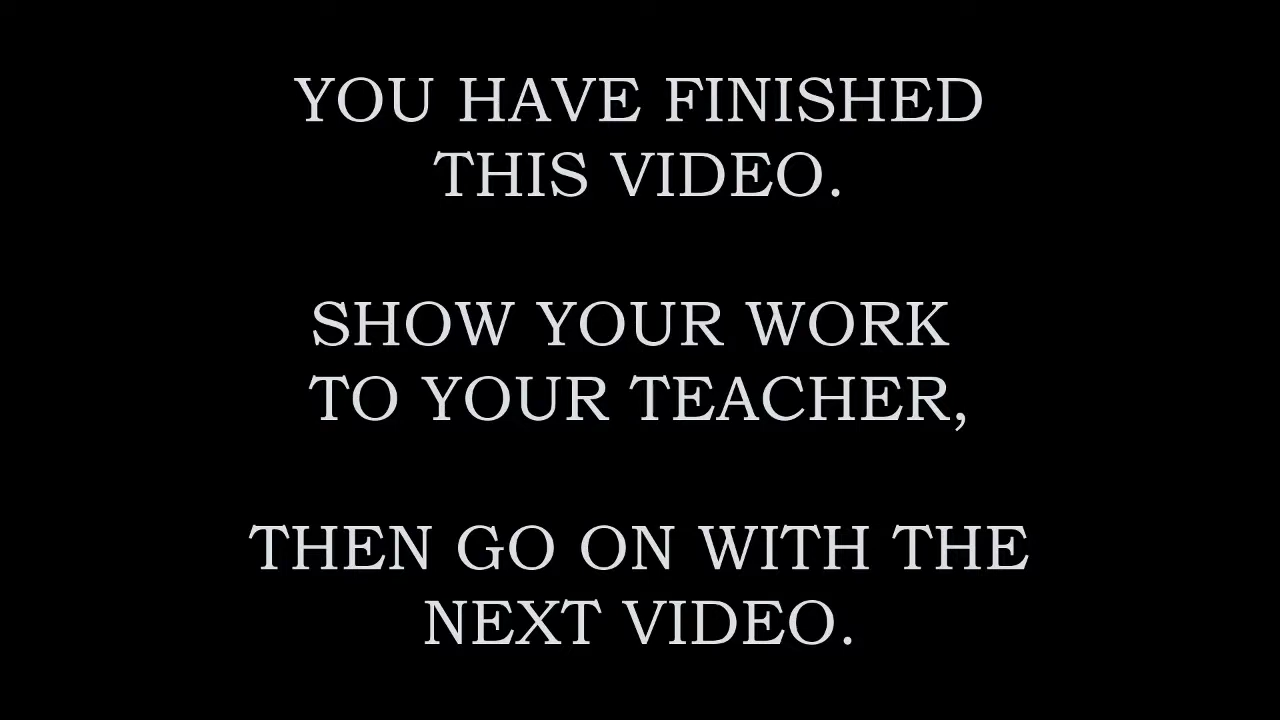 YOU HAVE FINISHED
THIS VIDEO.
SHOW YOUR WORK
TO YOUR TEACHER,
THEN GO ON WITH THE
NEXT VIDEO.